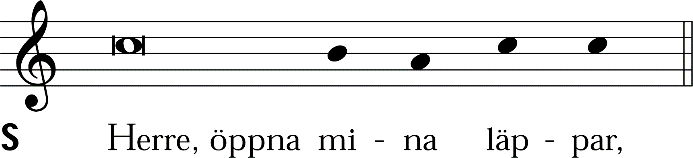 S Herre, öppna mi - na läp - par,